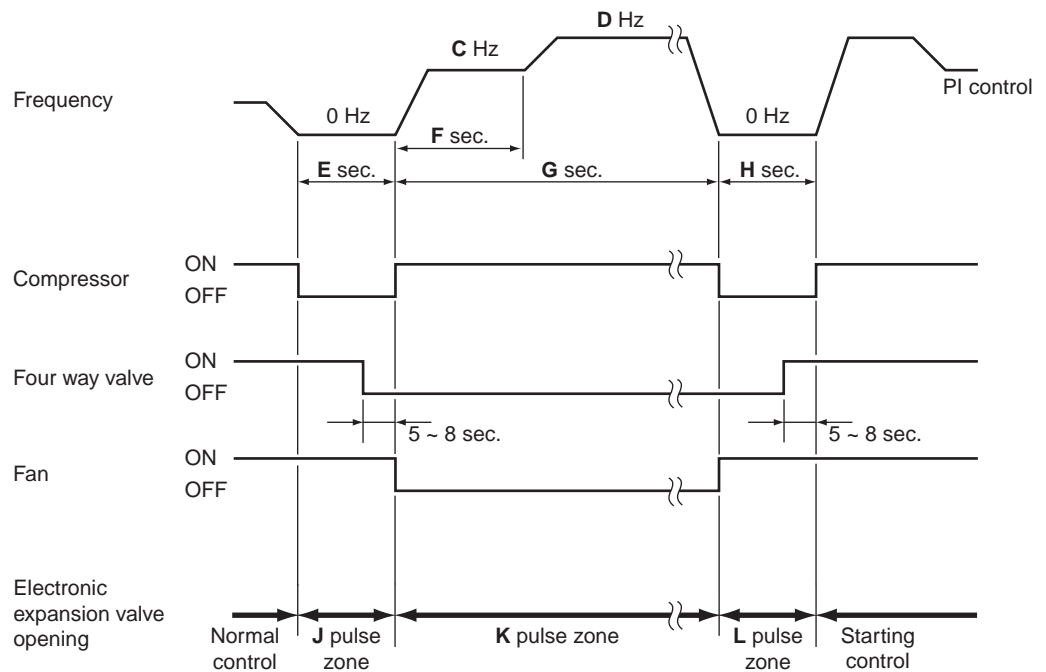 D Hz
C Hz
Frequency
PI control
0 Hz
0 Hz
F sec.
E sec.
G sec.
H sec.
ON
Compressor
OFF
ON
Four way valve
OFF
5 ~ 8 sec.
5 ~ 8 sec.
ON
Fan
OFF
Electronic
expansion valve
opening
Normal
control
J pulse
zone
K pulse zone
L pulse
zone
Starting
control